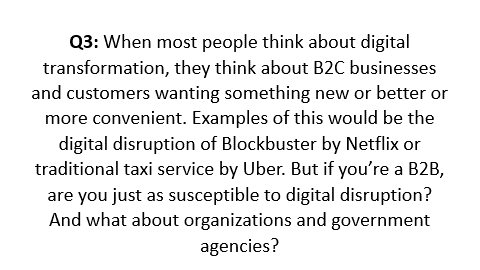 Q3: When most people think about digital
transformation, they think about B2C businesses
and customers wanting something new or better or
more convenient. Examples of this would be the
digital disruption of Blockbuster by Netflix or
traditional taxi service by Uber. But if you’re a B2B,
are you just as susceptible to digital disruption?
And what about organizations and government
agencies?